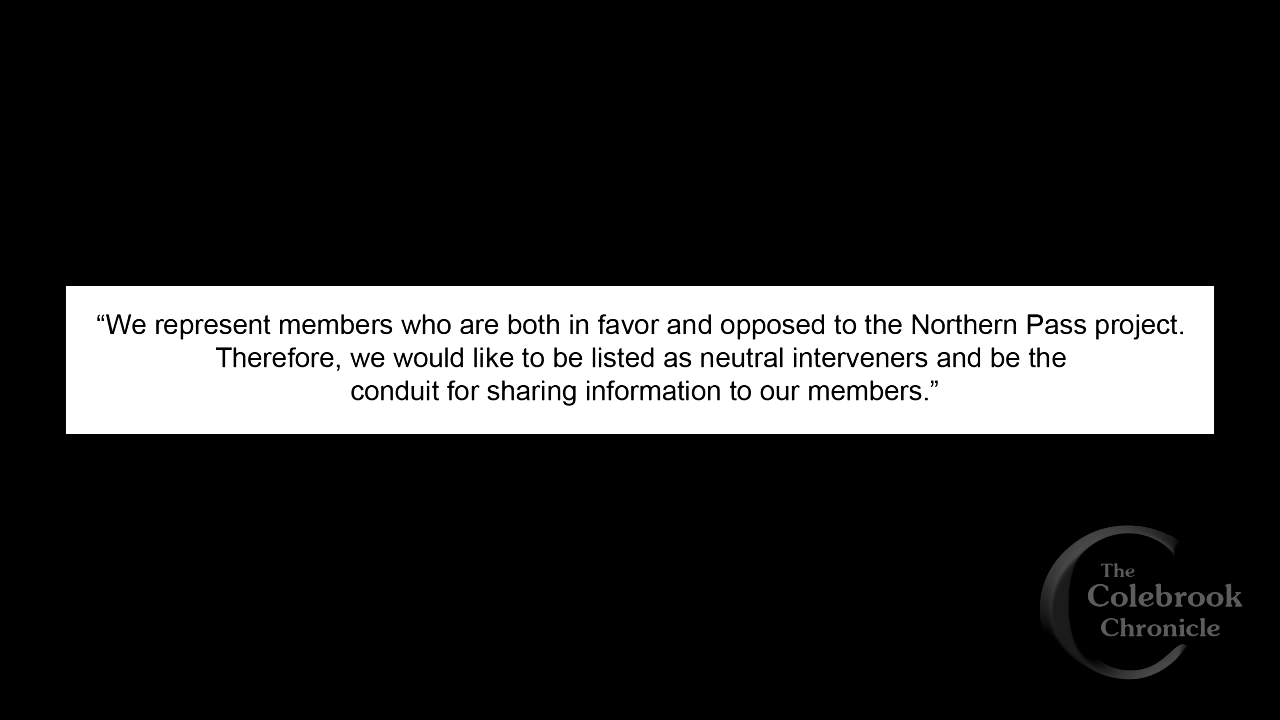 “We represent members who are both in favor and opposed to the Northern Pass project.
Therefore, we would like to be listed as neutral interveners and be the
conduit for sharing information to our members.”
The
Colebrook
Chronicle